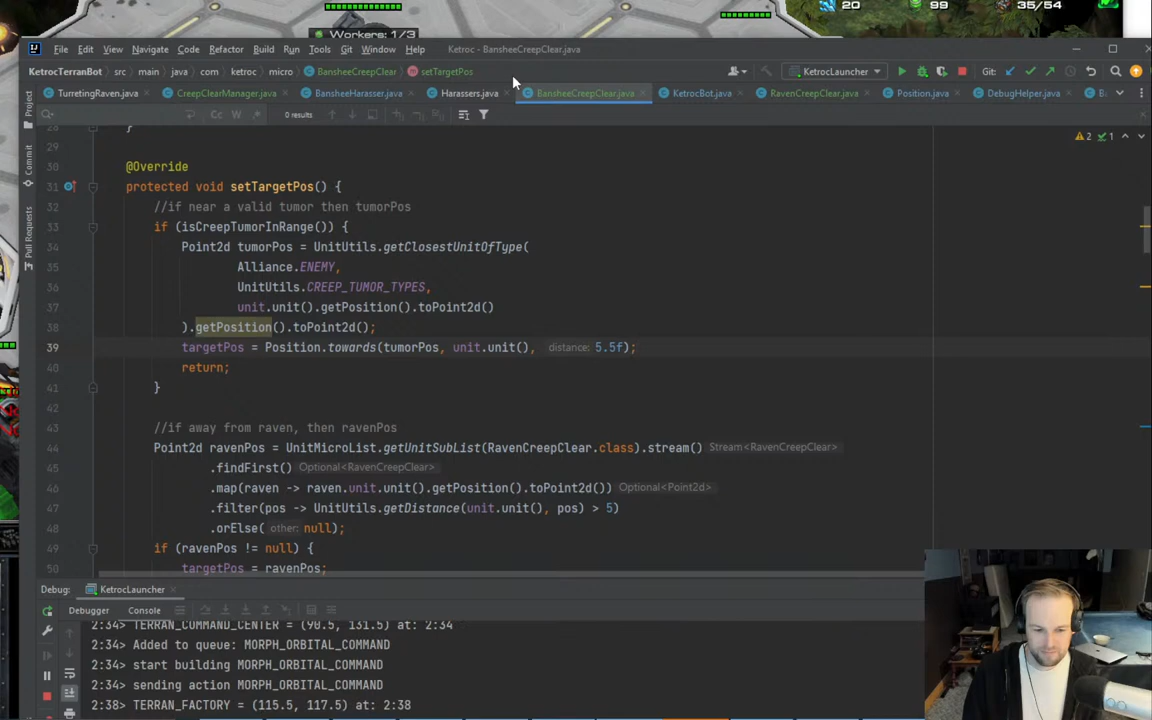 Workers: 1/3
20
99
35/54
File Edit View Navigate Code Refactor Build Run Tools Git Window Help Ketroc - BansheeCreepClear.java
KetrocTerranBot src main java com ketroc micro BansheeCreepClear setTargetPos KetrocLauncher Git:
TurretingRaven.java CreepClearManager.java BansheeHarasser.java Harassers.java BansheeCreepClear.java KetrocBot.java RavenCreepClear.java Position.java DebugHelper.java B
Cc W .* 0 results
Project
Commit
Pull Requests
2 1
28 }
29
30 @Override
31 protected void setTargetPos() {
32 //if near a valid tumor then tumorPos
33 if (isCreepTumorInRange()) {
34 Point2d tumorPos = UnitUtils.getClosestUnitOfType(
35 Alliance.ENEMY,
36 UnitUtils.CREEP_TUMOR_TYPES,
37 unit.unit().getPosition().toPoint2d()
38 ).getPosition().toPoint2d();
39 targetPos = Position.towards(tumorPos, unit.unit(), distance: 5.5f);
40 return;
41 }
42
43 //if away from raven, then ravenPos
44 Point2d ravenPos = UnitMicroList.getUnitSubList(RavenCreepClear.class).stream() Stream<RavenCreepClear>
45 .findFirst() Optional<RavenCreepClear>
46 .map(raven -> raven.unit.unit().getPosition().toPoint2d()) Optional<Point2d>
47 .filter(pos -> UnitUtils.getDistance(unit.unit(), pos) > 5)
48 .orElse( other: null);
49 if (ravenPos != null) {
50 targetPos = ravenPos;
Debug: KetrocLauncher
Debugger Console
2:34> TERRAN_COMMAND_CENTER = (90.5, 131.5) at: 2:34
2:34> Added to queue: MORPH_ORBITAL_COMMAND
2:34> start building MORPH_ORBITAL_COMMAND
2:34> sending action MORPH_ORBITAL_COMMAND
2:38> TERRAN_FACTORY = (115.5, 117.5) at: 2:38